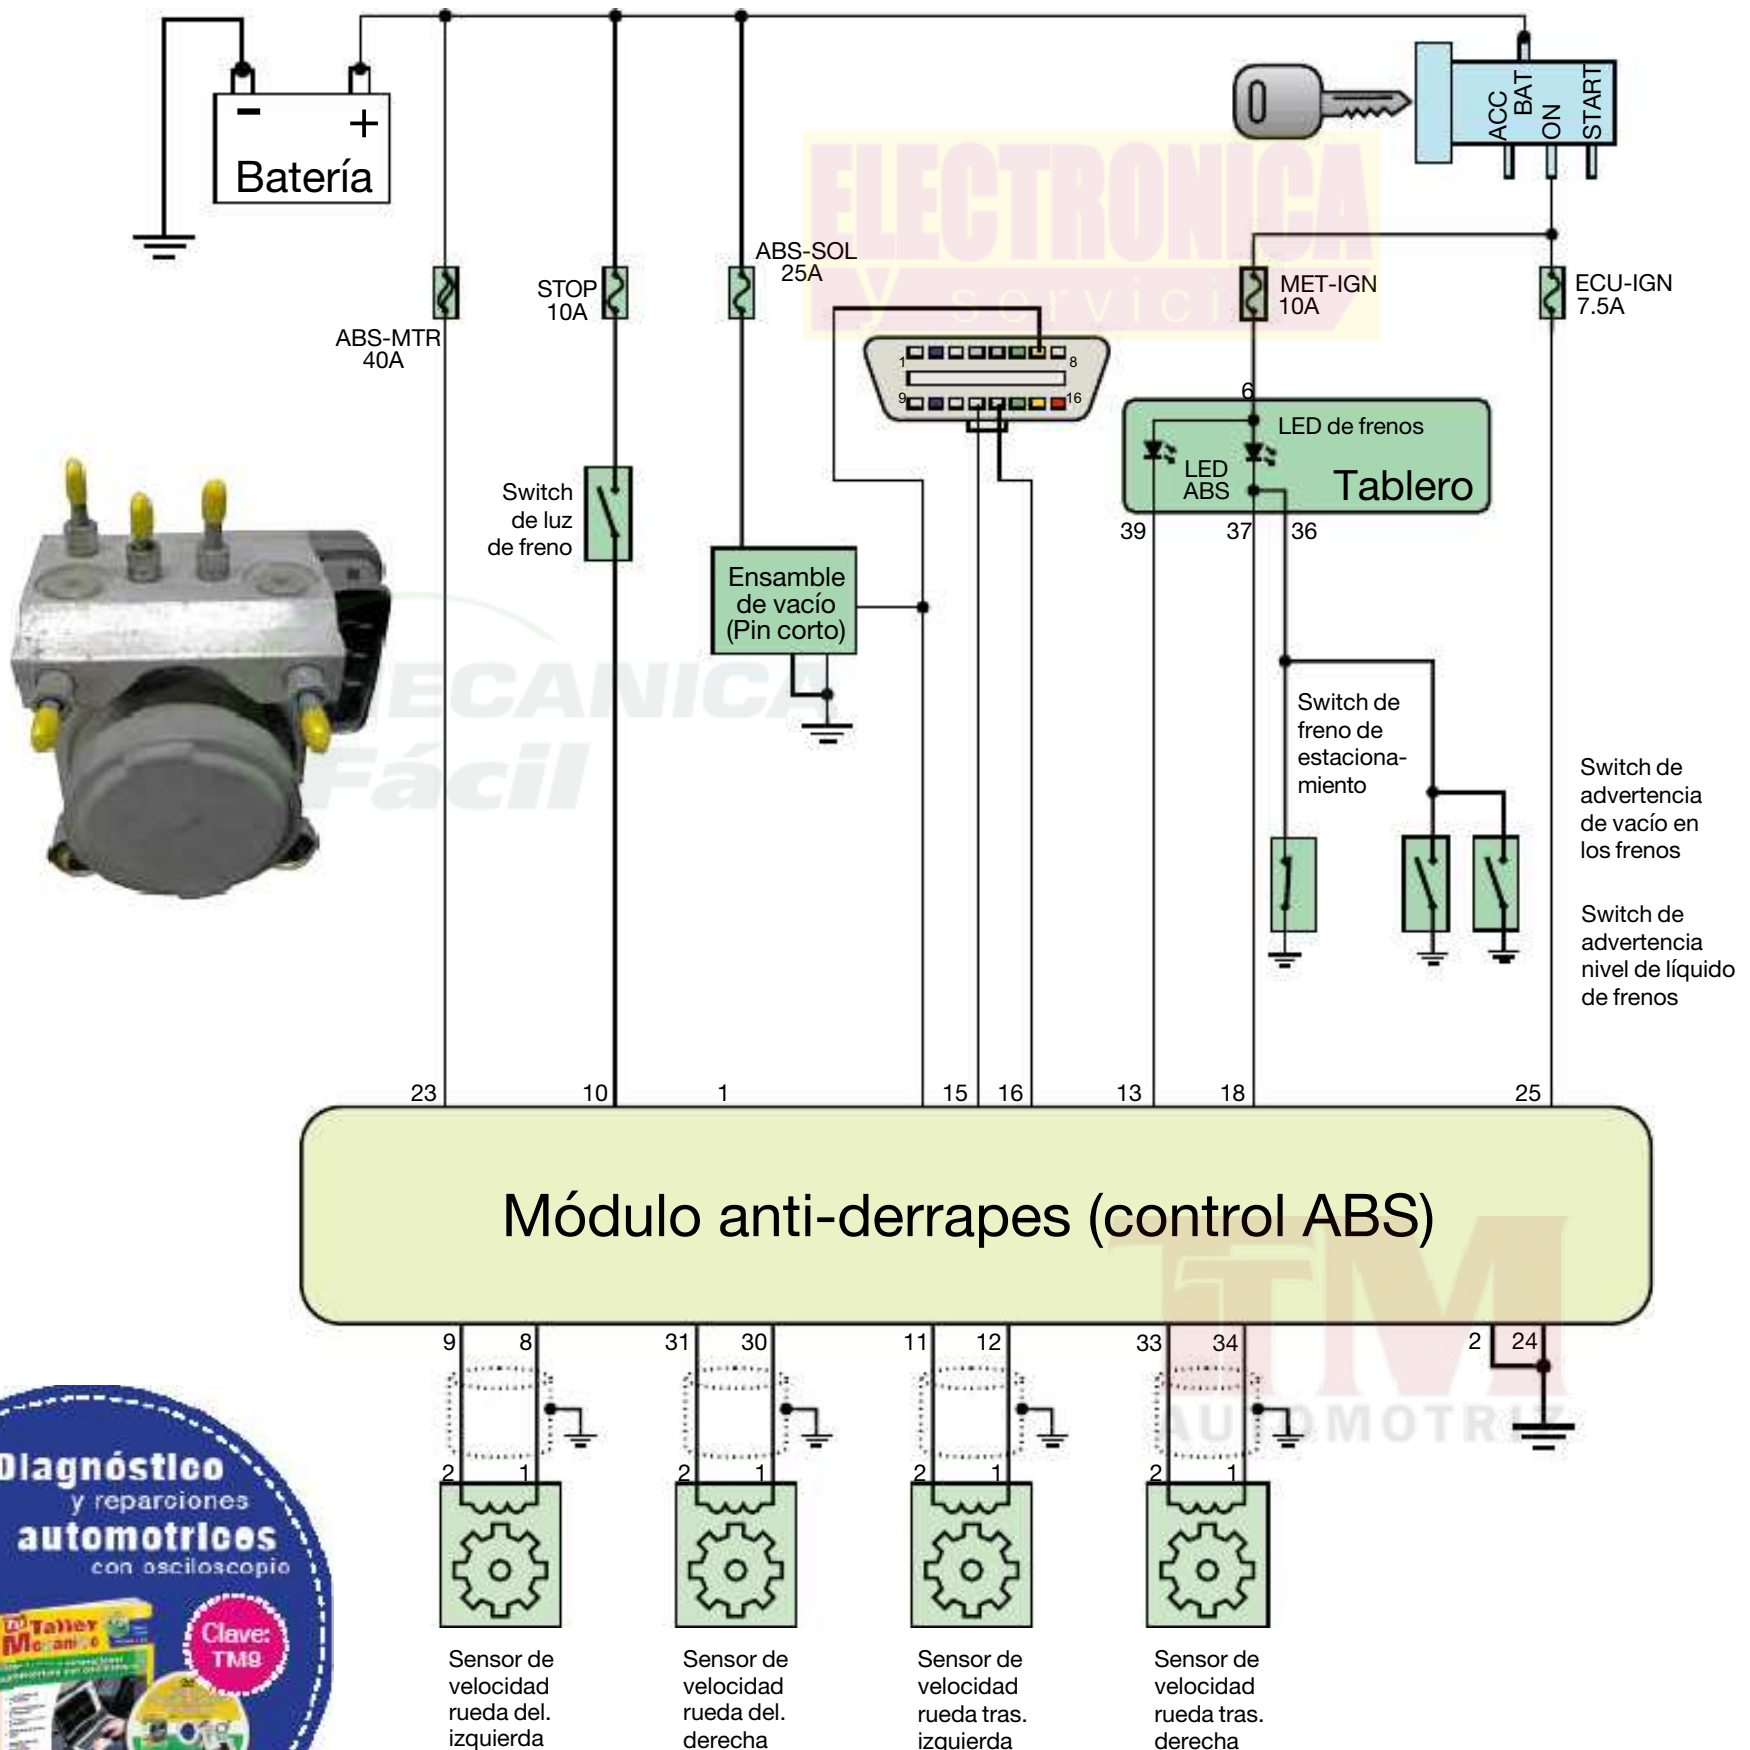 -
+
Batería
ACC
BAT
ON
START
ELECTRONICA
y servici
ABS-MTR
40A
STOP
10A
ABS-SOL
25A
MET-IGN
10A
ECU-IGN
7.5A
1
8
9
16
6
LED de frenos
LED
ABS
Tablero
39
37
36
Switch
de luz
de freno
Ensamble
de vacío
(Pin corto)
MECANICA
Fácil
Switch de
freno de
estaciona-
miento
Switch de
advertencia
de vacío en
los frenos
Switch de
advertencia
nivel de líquido
de frenos
23
10
1
15
16
13
18
25
Módulo anti-derrapes (control ABS)
TM
AUTOMOTRIZ
9
8
31
30
11
12
33
34
2
24
2
1
2
1
2
1
2
1
Sensor de
velocidad
rueda del.
izquierda
Sensor de
velocidad
rueda del.
derecha
Sensor de
velocidad
rueda tras.
izquierda
Sensor de
velocidad
rueda tras.
derecha
Diagnóstico
y reparciones
automotrices
con osciloscopio
Taller
Mecanico
Clave:
TM9